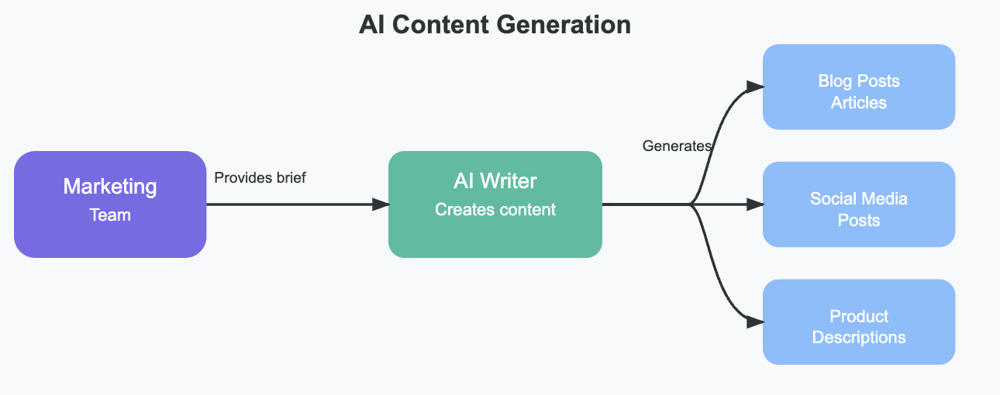 AI Content Generation
Marketing
Team
Provides brief
AI Writer
Creates content
Generates
Blog Posts
Articles
Social Media
Posts
Product
Descriptions